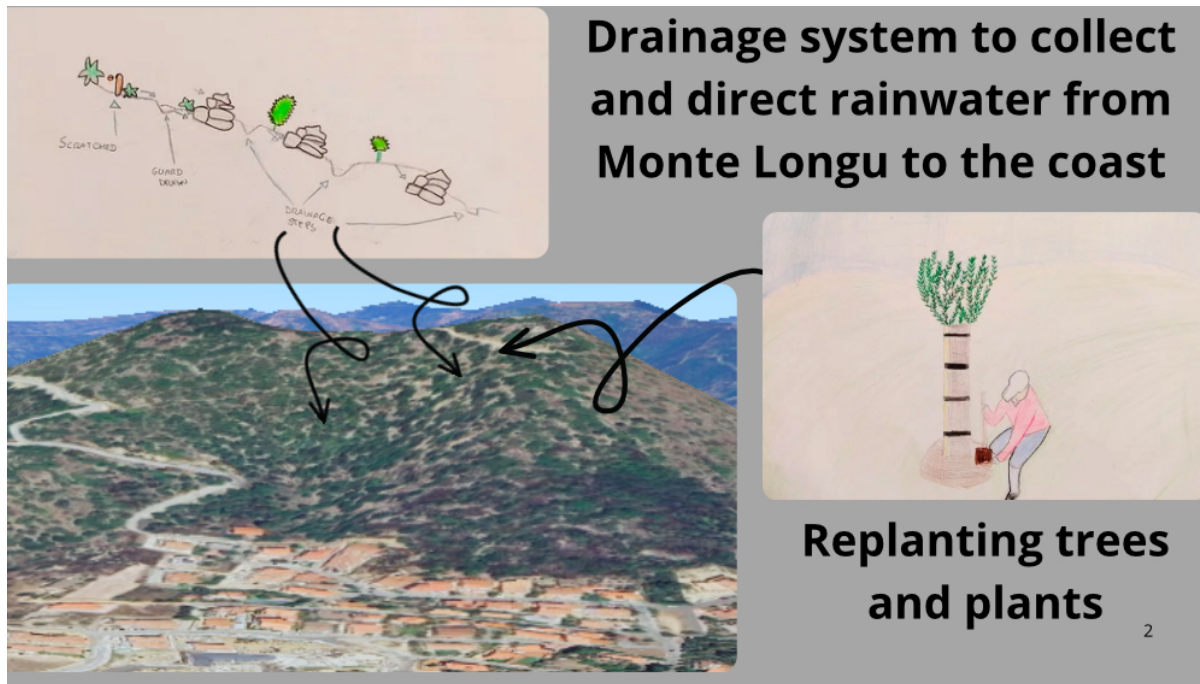 Drainage system to collect
and direct rainwater from
Monte Longu to the coast
SCRATCHED
GUARD
DRAINAGE
STEPS
Replanting trees
and plants
2